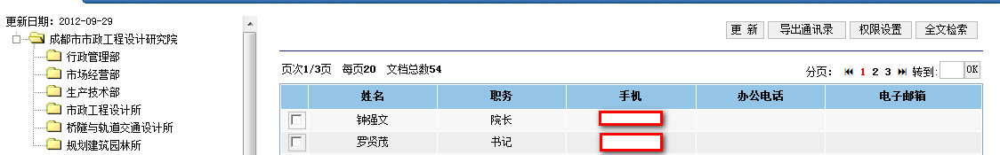 更新日期：2012-09-29
成都市市政工程设计研究院
行政管理部
市场经营部
生产技术部
市政工程设计所
桥隧与轨道交通设计所
规划建筑园林所
更 新 导出通讯录 权限设置 全文检索
页次1/3页 每页20 文档总数54 分页： 1 2 3 转到: OK
姓名 职务 手机 办公电话 电子邮箱
钟强文 院长
罗贤茂 书记